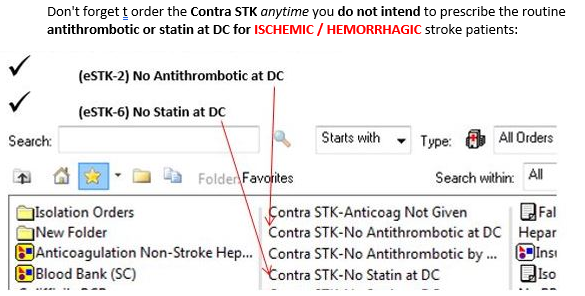 Don't forget t order the Contra STK anytime you do not intend to prescribe the routine
antithrombotic or statin at DC for ISCHEMIC / HEMORRHAGIC stroke patients:
(eSTK-2) No Antithrombotic at DC
(eSTK-6) No Statin at DC
Search: Starts with Type: All Orders
Folder: Favorites Search within: All
Isolation Orders Contra STK-Anticoag Not Given Fal
New Folder Contra STK-No Antithrombotic at DC Hepar
Anticoagulation Non-Stroke Hep... Contra STK-No Antithrombotic by ... Insu
Blood Bank (SC) Contra STK-No Statin at DC Iso